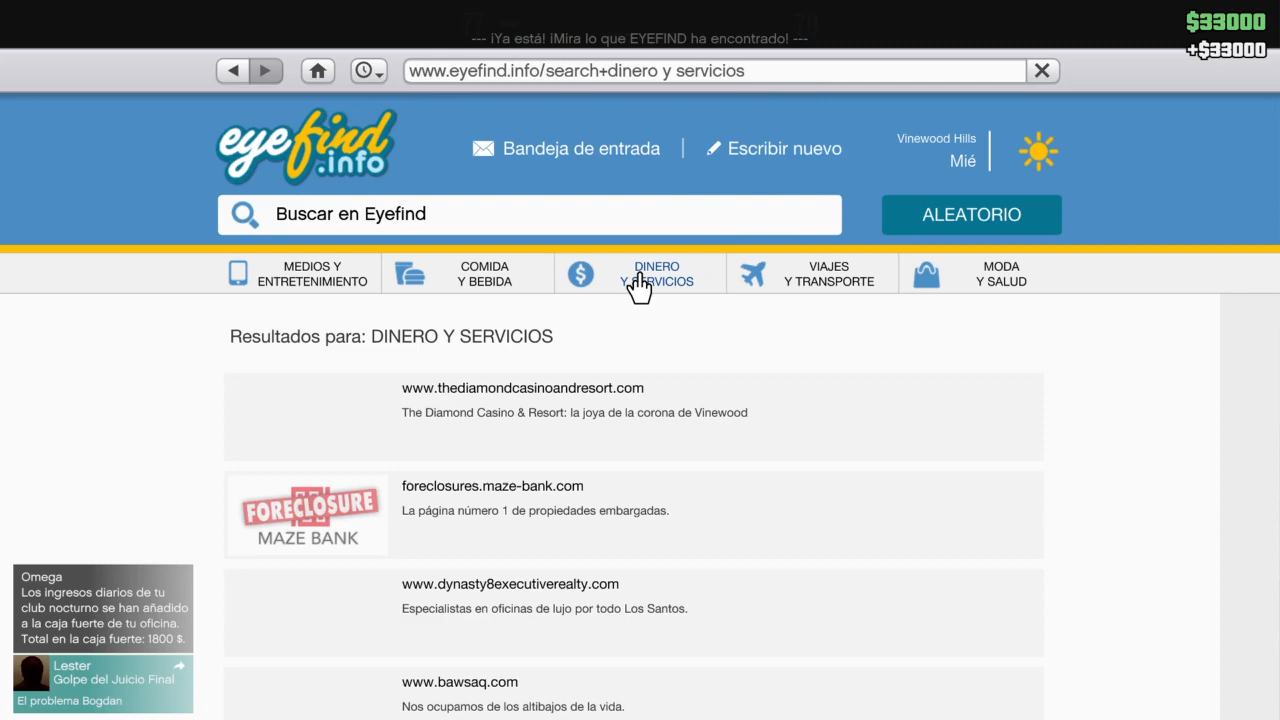 $33000
--- ¡Ya está! ¡Mira lo que EYEFIND ha encontrado! ---
+$33000
www.eyefind.info/search+dinero y servicios
eyefind.info
Bandeja de entrada
Escribir nuevo
Vinewood Hills
Mié
Buscar en Eyefind
ALEATORIO
MEDIOS Y
ENTRETENIMIENTO
COMIDA
Y BEBIDA
DINERO
Y SERVICIOS
VIAJES
Y TRANSPORTE
MODA
Y SALUD
Resultados para: DINERO Y SERVICIOS
www.thediamondcasinoandresort.com
The Diamond Casino & Resort: la joya de la corona de Vinewood
FORECLOSURE
MAZE BANK
foreclosures.maze-bank.com
La página número 1 de propiedades embargadas.
www.dynasty8executiverealty.com
Especialistas en oficinas de lujo por todo Los Santos.
www.bawsaq.com
Nos ocupamos de los altibajos de la vida.
Omega
Los ingresos diarios de tu
club nocturno se han añadido
a la caja fuerte de tu oficina.
Total en la caja fuerte: 1800 $.
Lester
Golpe del Juicio Final
El problema Bogdan